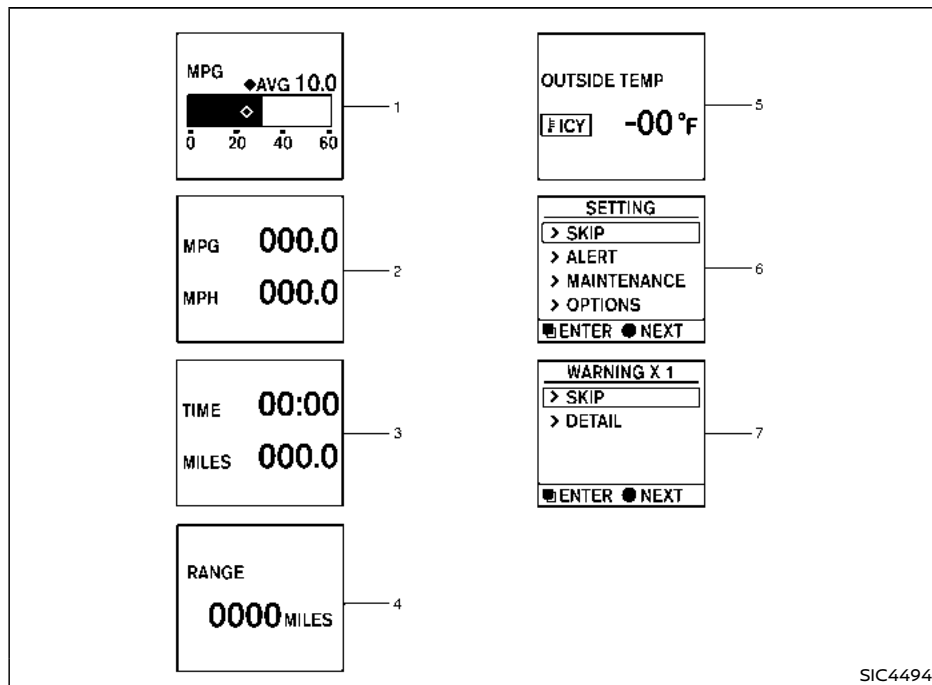 MPG
◆AVG 10.0
0 20 40 60
1
MPG 000.0
MPH 000.0
2
TIME 00:00
MILES 000.0
3
RANGE
0000 MILES
4
OUTSIDE TEMP
ICY -00 °F
5
SETTING
> SKIP
> ALERT
> MAINTENANCE
> OPTIONS
ENTER ● NEXT
6
WARNING X 1
> SKIP
> DETAIL
ENTER ● NEXT
7
SIC4494